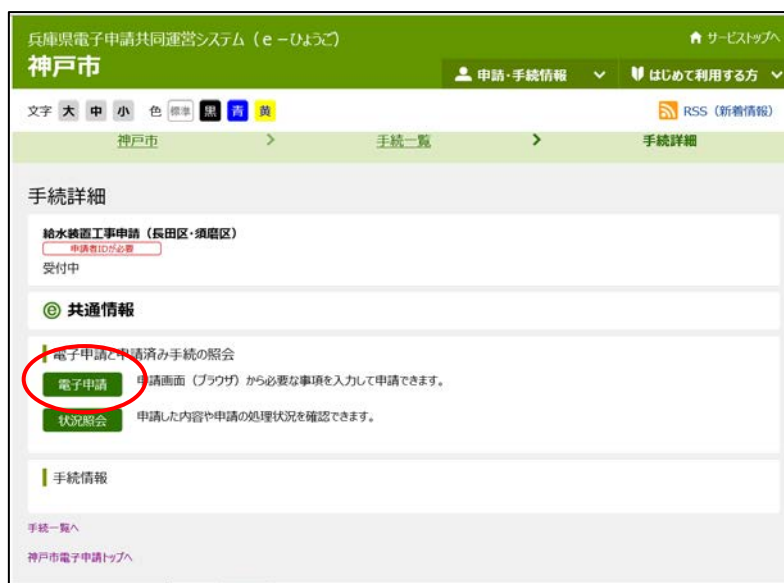 兵庫県電子申請共同運営システム（e－ひょうご）
サービストップへ
神戸市
申請・手続情報
はじめて利用する方
文字 大 中 小 色 標準 黒 青 黄
RSS（新着情報）
神戸市 > 手続一覧 > 手続詳細
手続詳細
給水装置工事申請（長田区・須磨区）
申請者IDが必要
受付中
e 共通情報
電子申請と申請済み手続の照会
電子申請 申請画面（ブラウザ）から必要な事項を入力して申請できます。
状況照会 申請した内容や申請の処理状況を確認できます。
手続情報
手続一覧へ
神戸市電子申請トップへ